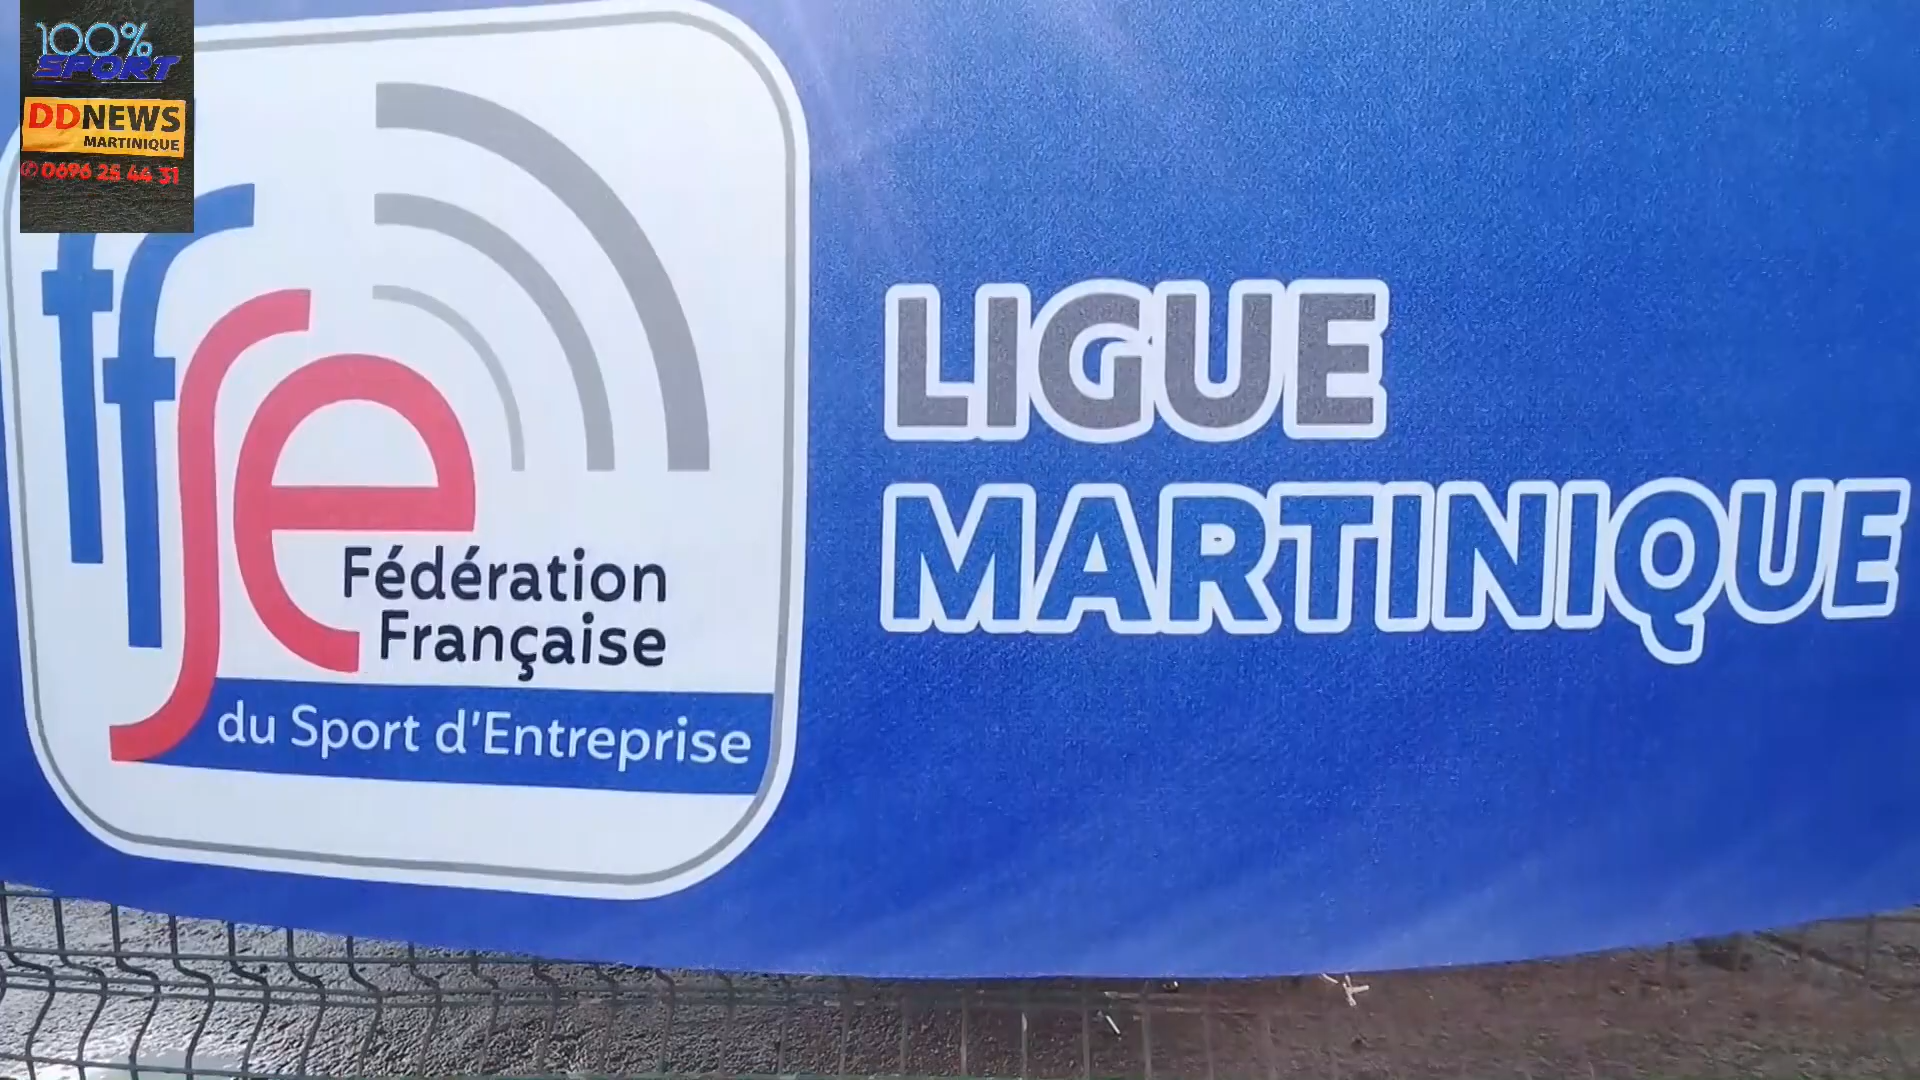 100%
SPORT
DDNEWS
MARTINIQUE
✆ 0696 25 44 31
ffse
Fédération
Française
du Sport d'Entreprise
LIGUE
MARTINIQUE